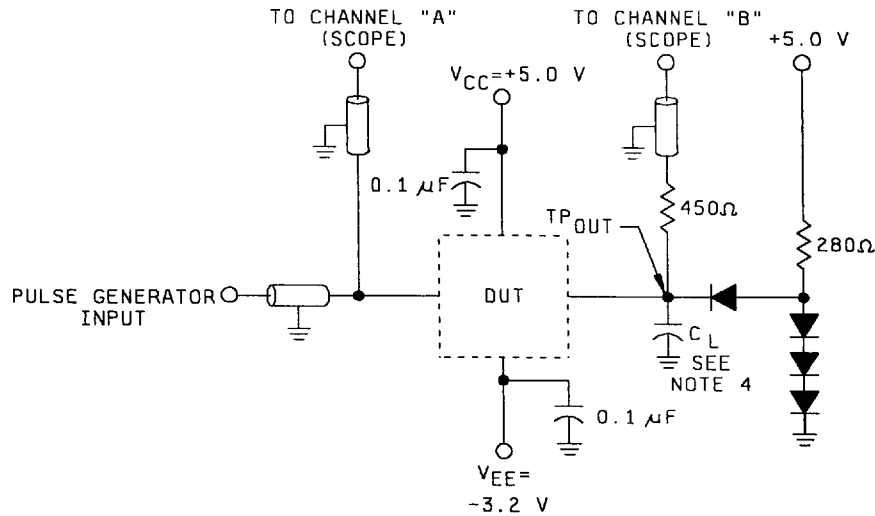 TO CHANNEL "A"
(SCOPE)
TO CHANNEL "B"
(SCOPE)
+5.0 V
VCC=+5.0 V
0.1 µF
450Ω
TPOUT
280Ω
PULSE GENERATOR
INPUT
DUT
CL
SEE
NOTE 4
0.1 µF
VEE=
-3.2 V